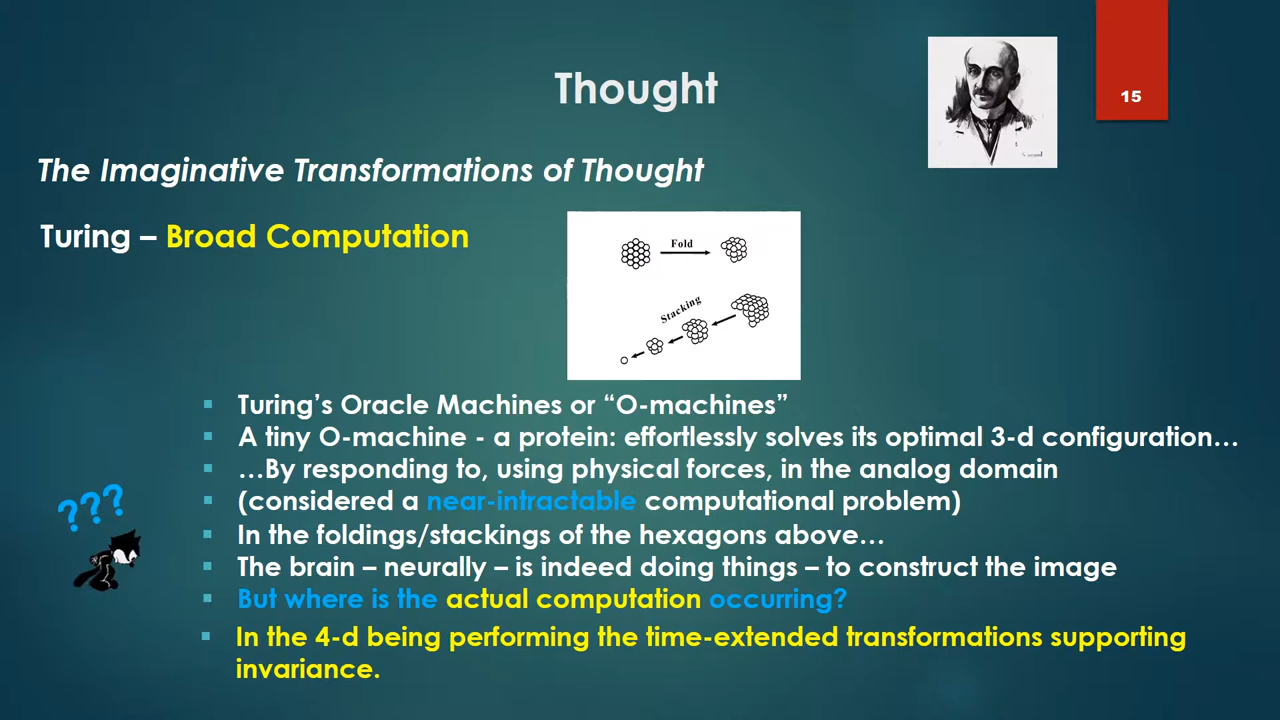 Thought
15
The Imaginative Transformations of Thought
Turing – Broad Computation
Fold
Stacking
▪ Turing’s Oracle Machines or “O-machines”
▪ A tiny O-machine - a protein: effortlessly solves its optimal 3-d configuration…
▪ …By responding to, using physical forces, in the analog domain
▪ (considered a near-intractable computational problem)
▪ In the foldings/stackings of the hexagons above…
▪ The brain – neurally – is indeed doing things – to construct the image
▪ But where is the actual computation occurring?
▪ In the 4-d being performing the time-extended transformations supporting
invariance.
???